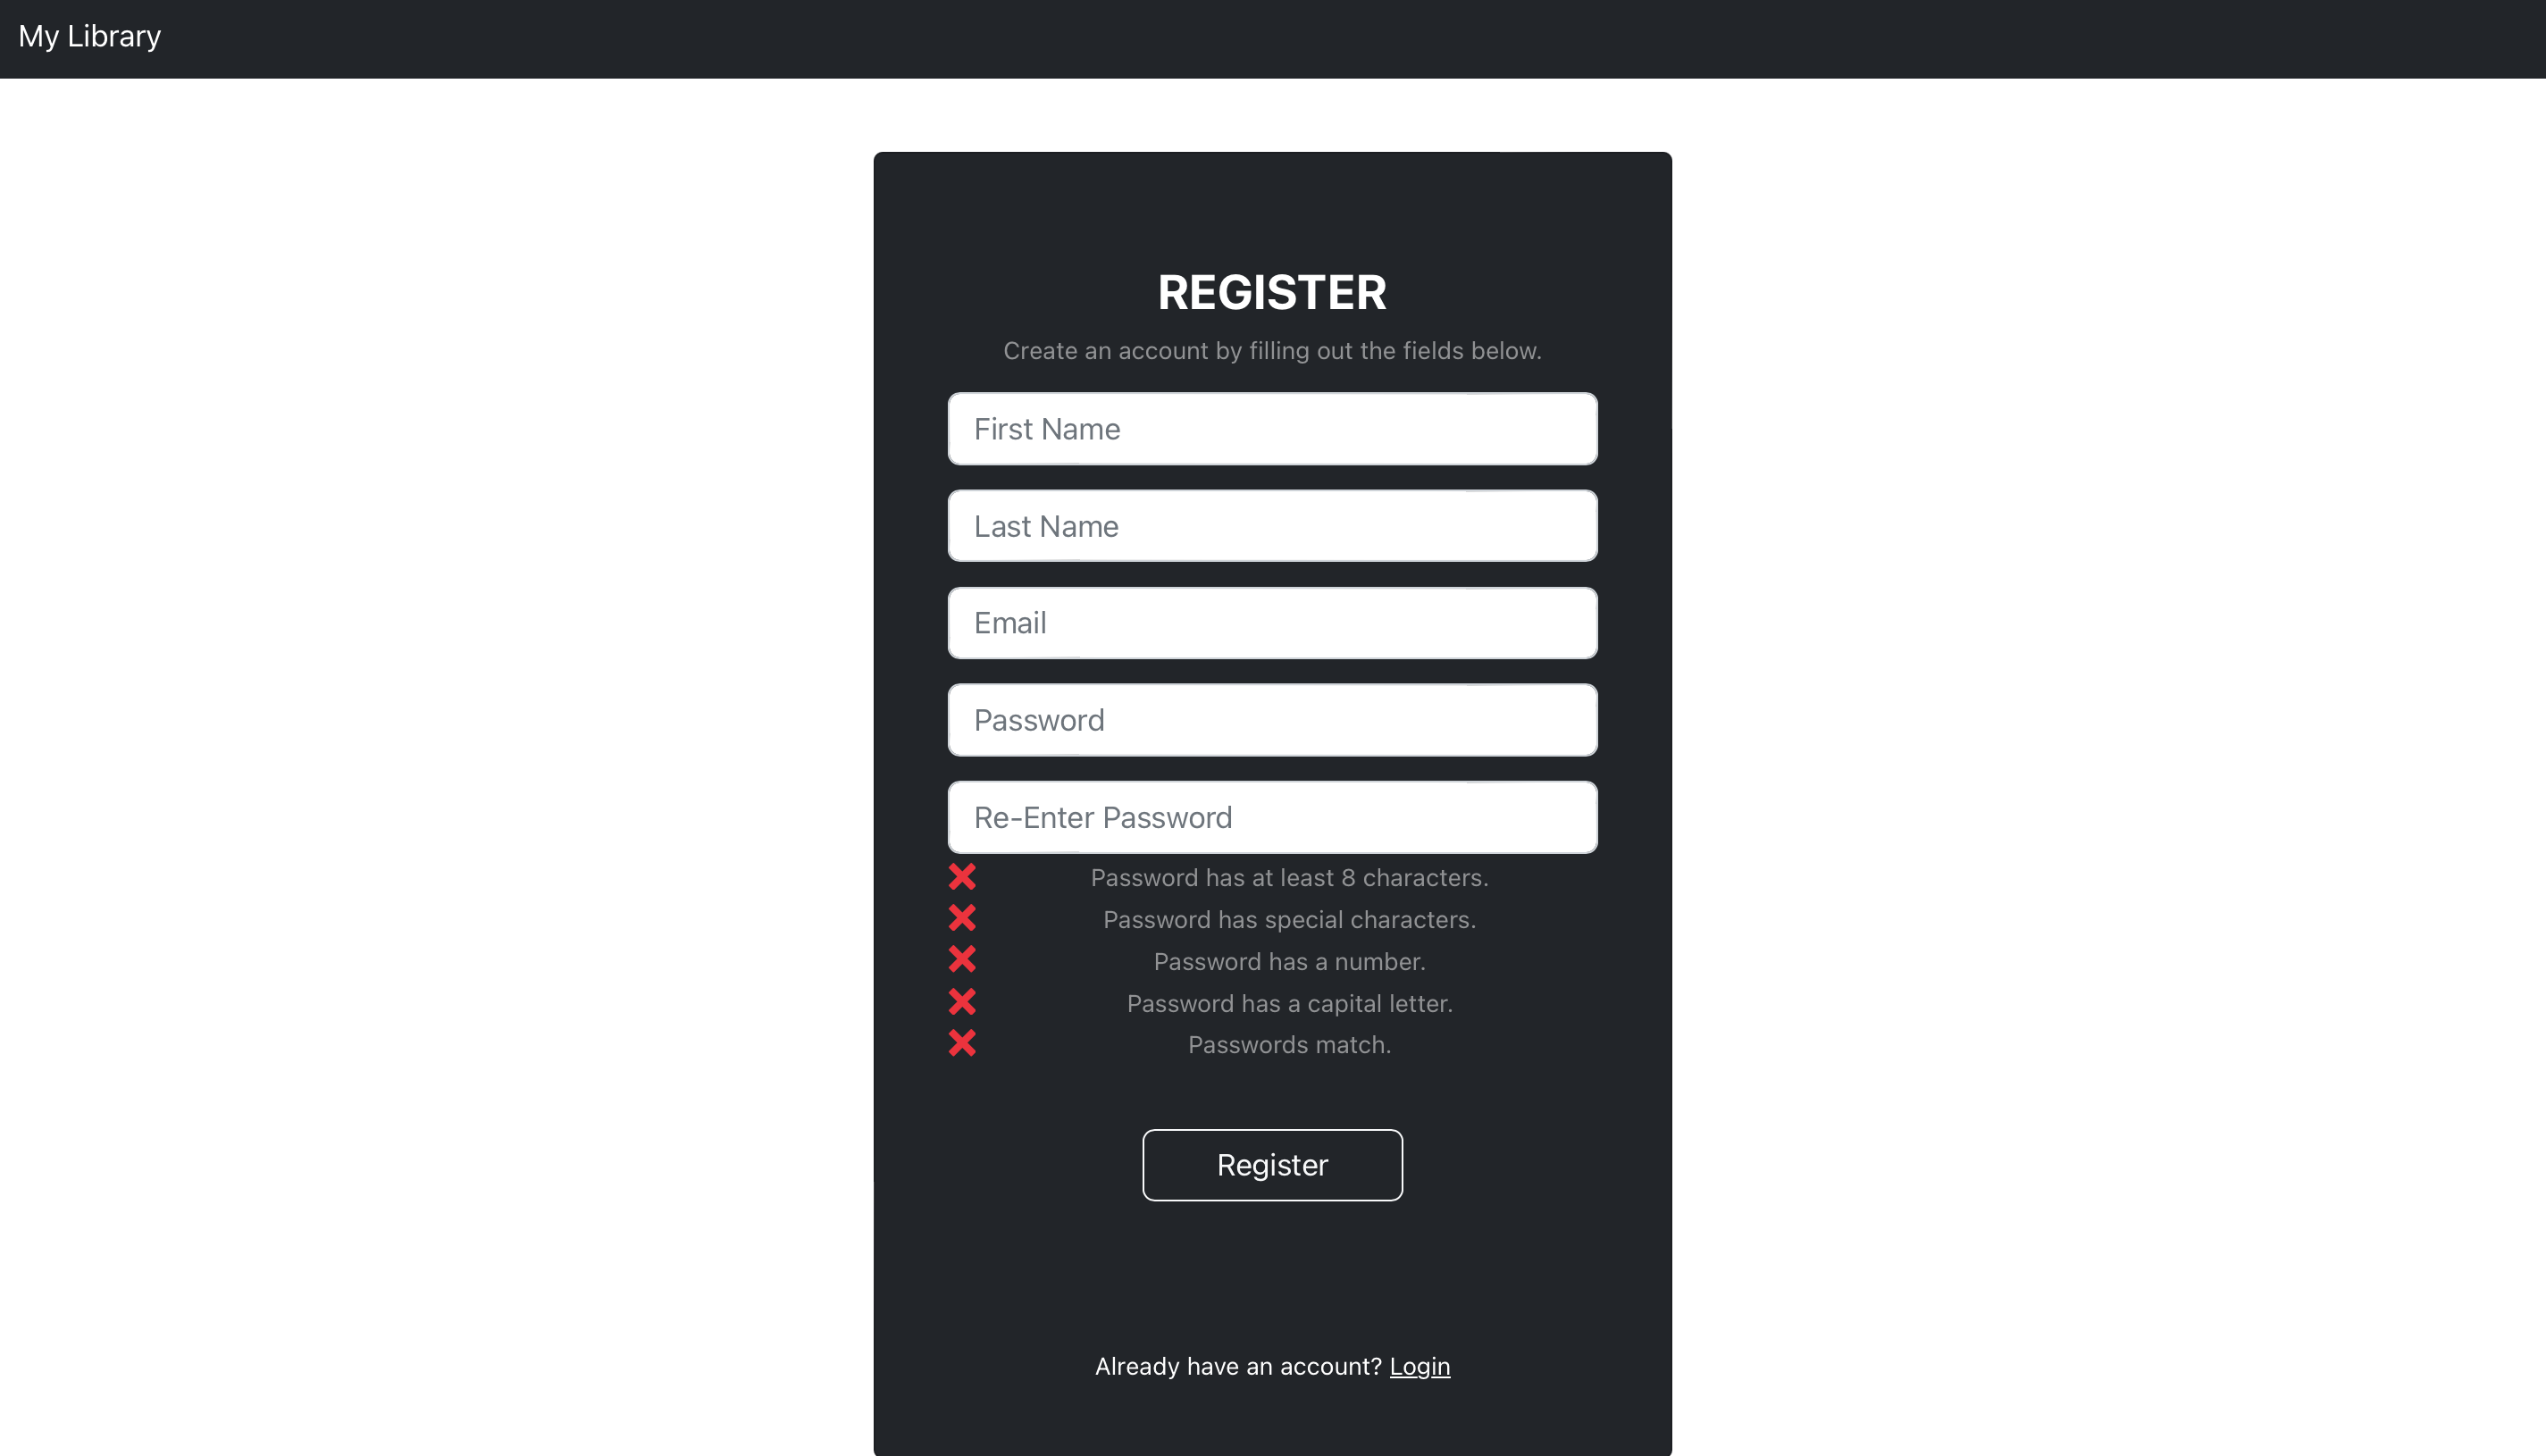 My Library
REGISTER
Create an account by filling out the fields below.
First Name
Last Name
Email
Password
Re-Enter Password
Password has at least 8 characters.
Password has special characters.
Password has a number.
Password has a capital letter.
Passwords match.
Register
Already have an account? Login